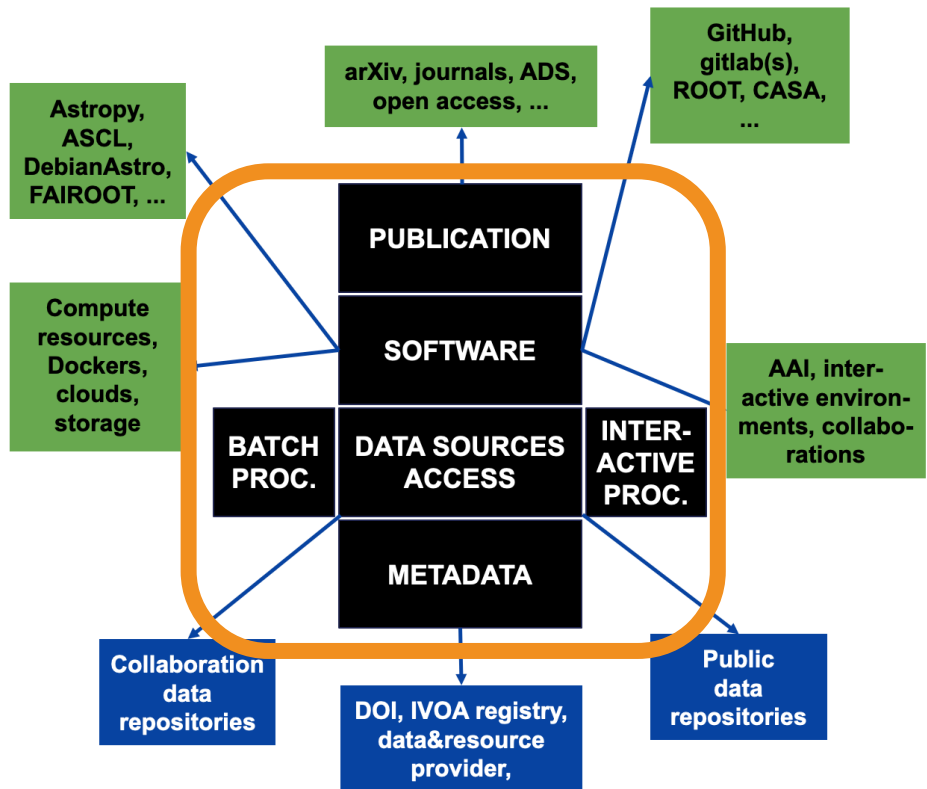 GitHub,
gitlab(s),
ROOT, CASA,
...
arXiv, journals, ADS,
open access, ...
Astropy,
ASCL,
DebianAstro,
FAIROOT, ...
PUBLICATION
Compute
resources,
Dockers,
clouds,
storage
SOFTWARE
AAI, inter-
active environ-
ments, collabo-
rations
BATCH
PROC.
DATA SOURCES
ACCESS
INTER-
ACTIVE
PROC.
METADATA
Collaboration
data
repositories
DOI, IVOA registry,
data&resource
provider,
Public
data
repositories